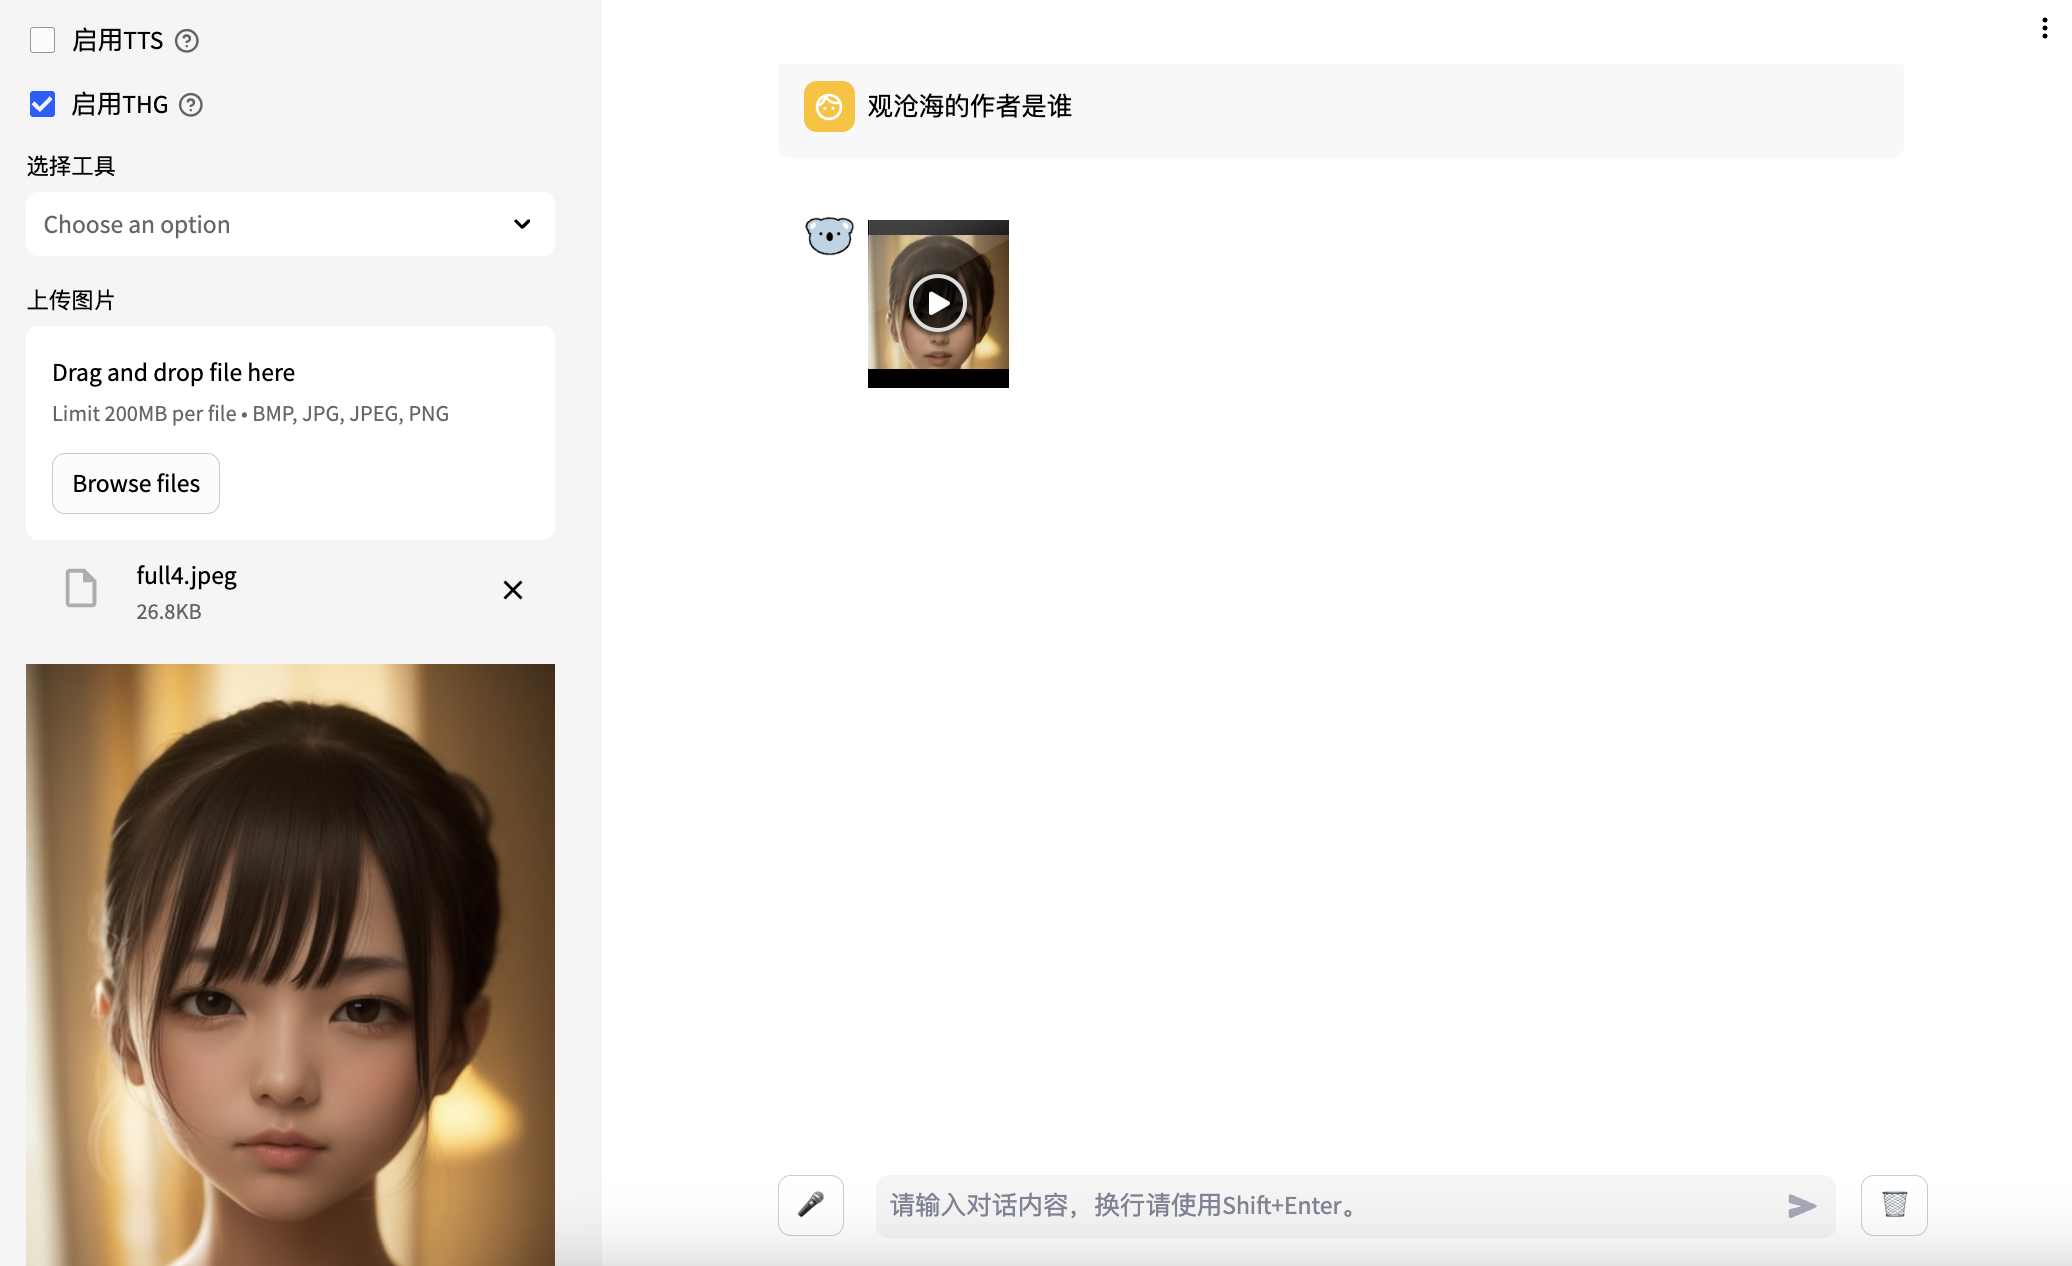 启用TTS
启用THG
选择工具
Choose an option
上传图片
Drag and drop file here
Limit 200MB per file • BMP, JPG, JPEG, PNG
Browse files
full4.jpeg
26.8KB
观沧海的作者是谁
请输入对话内容，换行请使用Shift+Enter。